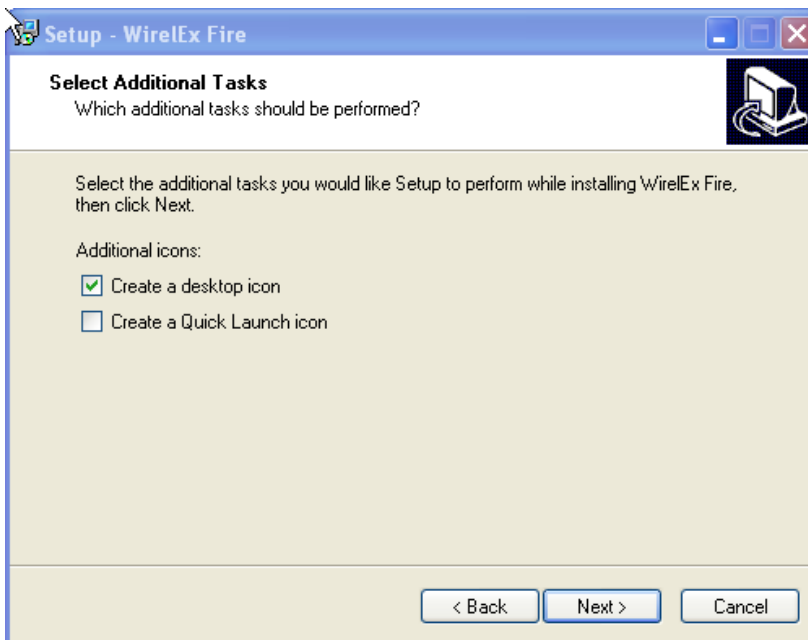 Setup - WirelEx Fire
Select Additional Tasks
Which additional tasks should be performed?
Select the additional tasks you would like Setup to perform while installing WirelEx Fire,
then click Next.
Additional icons:
Create a desktop icon
Create a Quick Launch icon
< Back
Next >
Cancel